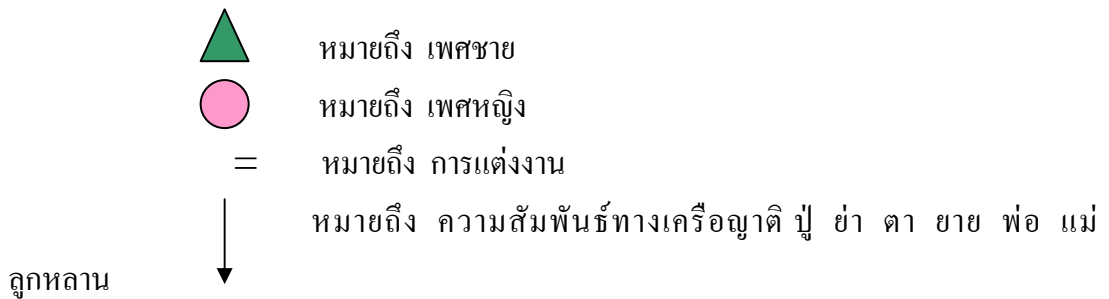 หมายถึง เพศชาย
หมายถึง เพศหญิง
= หมายถึง การแต่งงาน
หมายถึง ความสัมพันธ์ทางเครือญาติ ปู่ ย่า ตา ยาย พ่อ แม่
ลูกหลาน